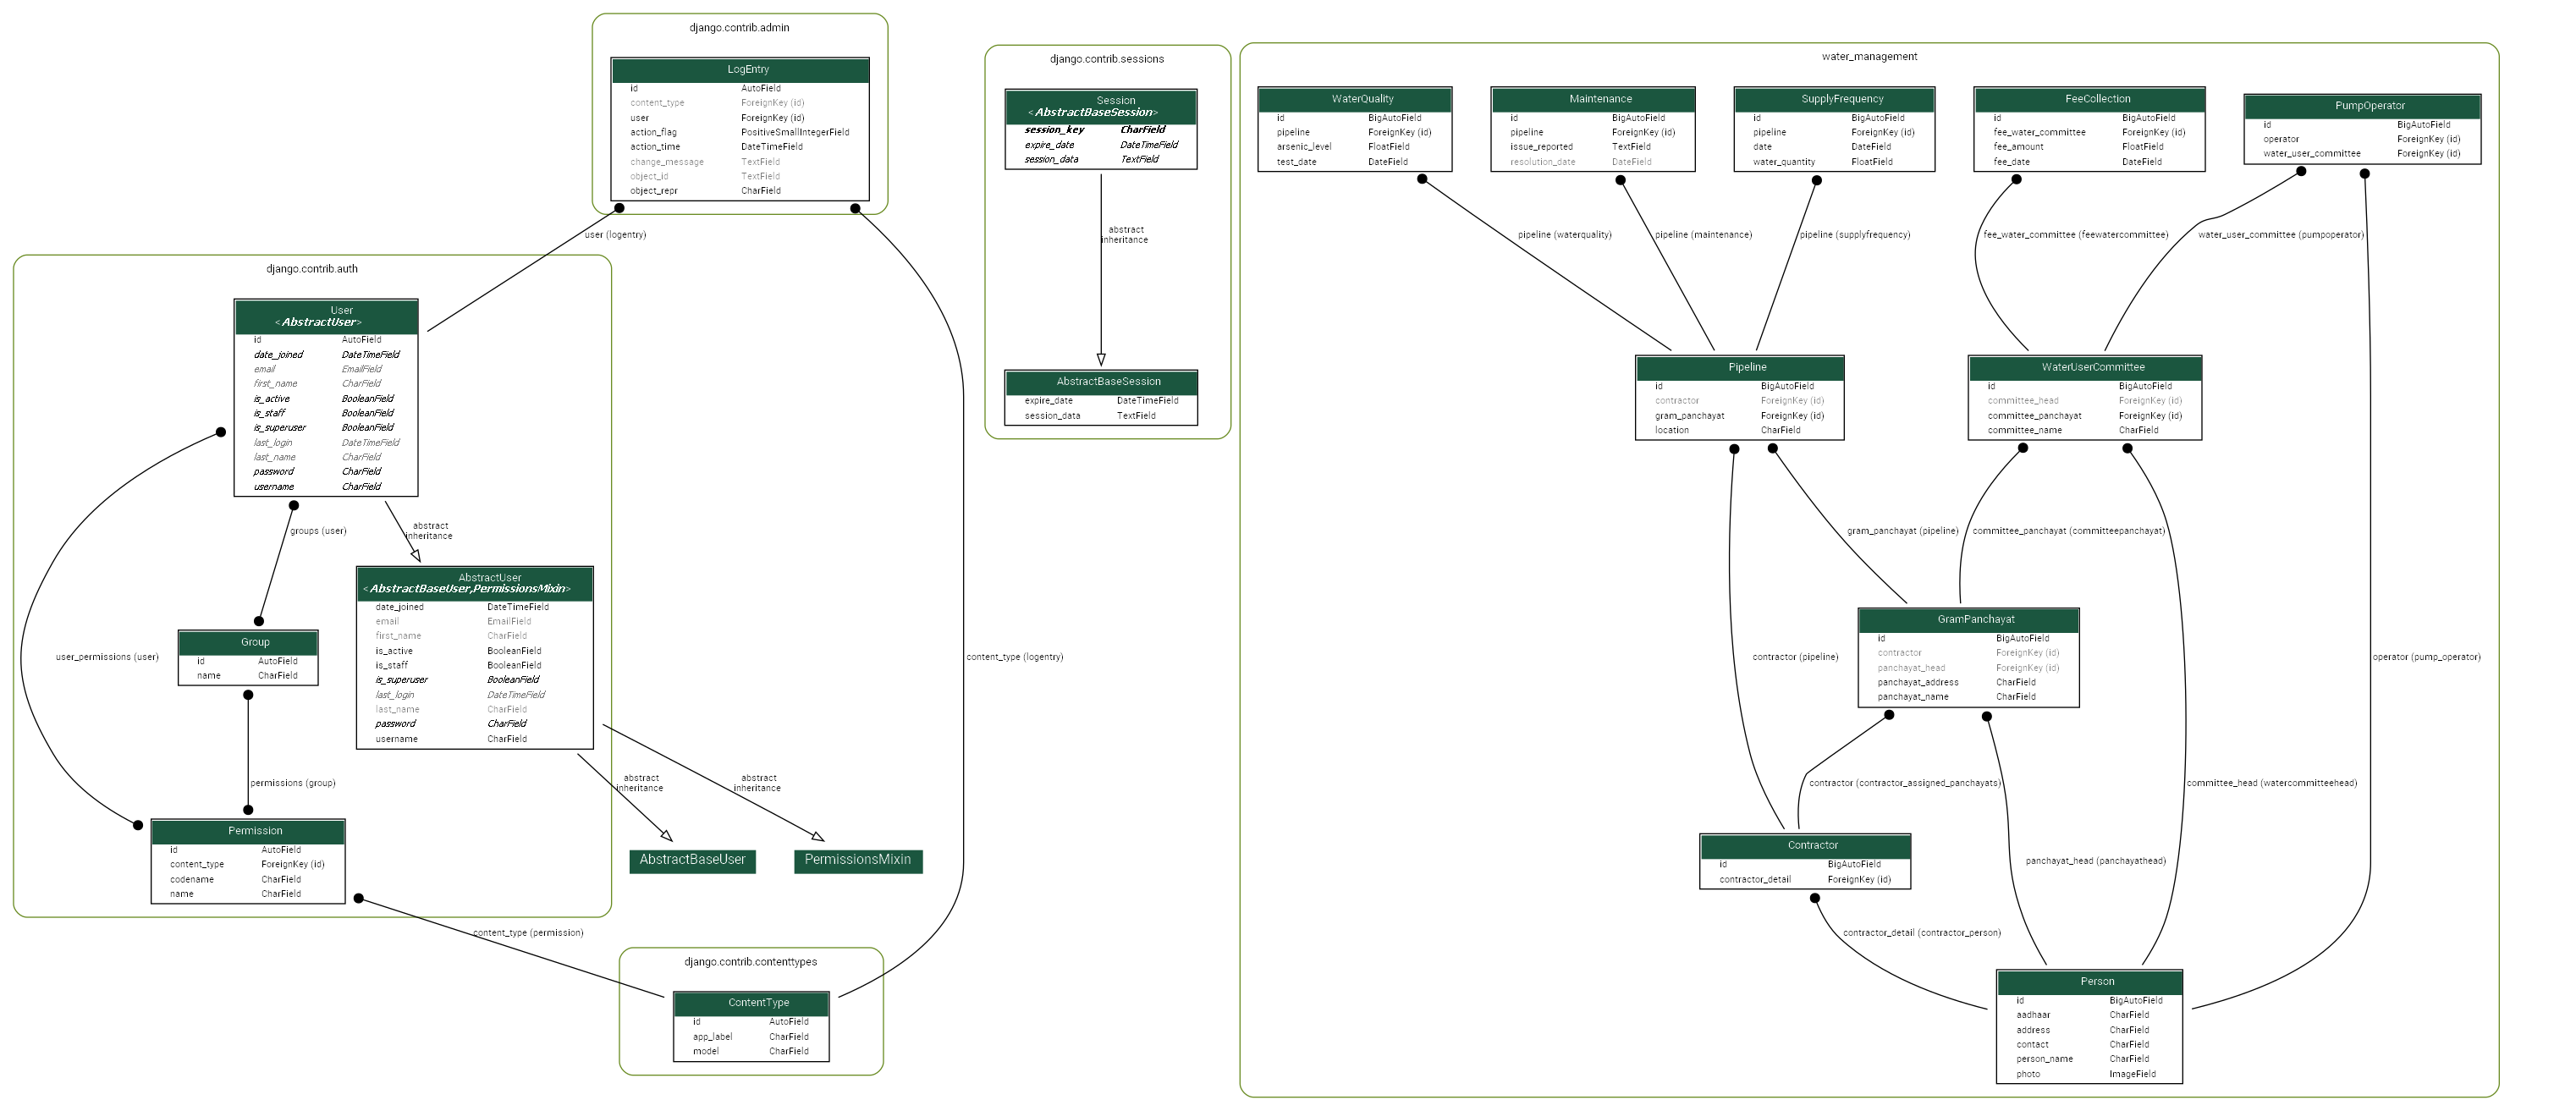 django.contrib.admin
LogEntry
id AutoField
content_type ForeignKey (id)
user ForeignKey (id)
action_flag PositiveSmallIntegerField
action_time DateTimeField
change_message TextField
object_id TextField
object_repr CharField
user (logentry)
django.contrib.auth
User
<AbstractUser>
id AutoField
date_joined DateTimeField
email EmailField
first_name CharField
is_active BooleanField
is_staff BooleanField
is_superuser BooleanField
last_login DateTimeField
last_name CharField
password CharField
username CharField
groups (user)
abstract
inheritance
AbstractUser
<AbstractBaseUser,PermissionsMixin>
date_joined DateTimeField
email EmailField
first_name CharField
is_active BooleanField
is_staff BooleanField
is_superuser BooleanField
last_login DateTimeField
last_name CharField
password CharField
username CharField
Group
id AutoField
name CharField
user_permissions (user)
permissions (group)
abstract
inheritance
abstract
inheritance
Permission
id AutoField
content_type ForeignKey (id)
codename CharField
name CharField
AbstractBaseUser
PermissionsMixin
content_type (logentry)
content_type (permission)
django.contrib.contenttypes
ContentType
id AutoField
app_label CharField
model CharField
django.contrib.sessions
Session
<AbstractBaseSession>
session_key CharField
expire_date DateTimeField
session_data TextField
abstract
inheritance
AbstractBaseSession
expire_date DateTimeField
session_data TextField
water_management
WaterQuality
id BigAutoField
pipeline ForeignKey (id)
arsenic_level FloatField
test_date DateField
Maintenance
id BigAutoField
pipeline ForeignKey (id)
issue_reported TextField
resolution_date DateField
SupplyFrequency
id BigAutoField
pipeline ForeignKey (id)
date DateField
water_quantity FloatField
FeeCollection
id BigAutoField
fee_water_committee ForeignKey (id)
fee_amount FloatField
fee_date DateField
PumpOperator
id BigAutoField
operator ForeignKey (id)
water_user_committee ForeignKey (id)
pipeline (waterquality)
pipeline (maintenance)
pipeline (supplyfrequency)
fee_water_committee (feewatercommittee)
water_user_committee (pumpoperator)
Pipeline
id BigAutoField
contractor ForeignKey (id)
gram_panchayat ForeignKey (id)
location CharField
WaterUserCommittee
id BigAutoField
committee_head ForeignKey (id)
committee_panchayat ForeignKey (id)
committee_name CharField
gram_panchayat (pipeline)
committee_panchayat (committeepanchayat)
GramPanchayat
id BigAutoField
contractor ForeignKey (id)
panchayat_head ForeignKey (id)
panchayat_address CharField
panchayat_name CharField
contractor (pipeline)
operator (pump_operator)
contractor (contractor_assigned_panchayats)
committee_head (watercommitteehead)
Contractor
id BigAutoField
contractor_detail ForeignKey (id)
panchayat_head (panchayathead)
contractor_detail (contractor_person)
Person
id BigAutoField
aadhaar CharField
address CharField
contact CharField
person_name CharField
photo ImageField